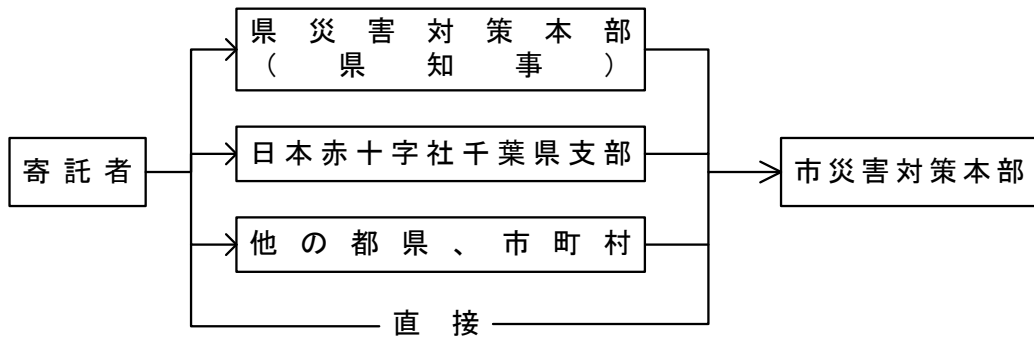 県災害対策本部
（県知事）
寄託者
日本赤十字社千葉県支部
市災害対策本部
他の都県、市町村
直接